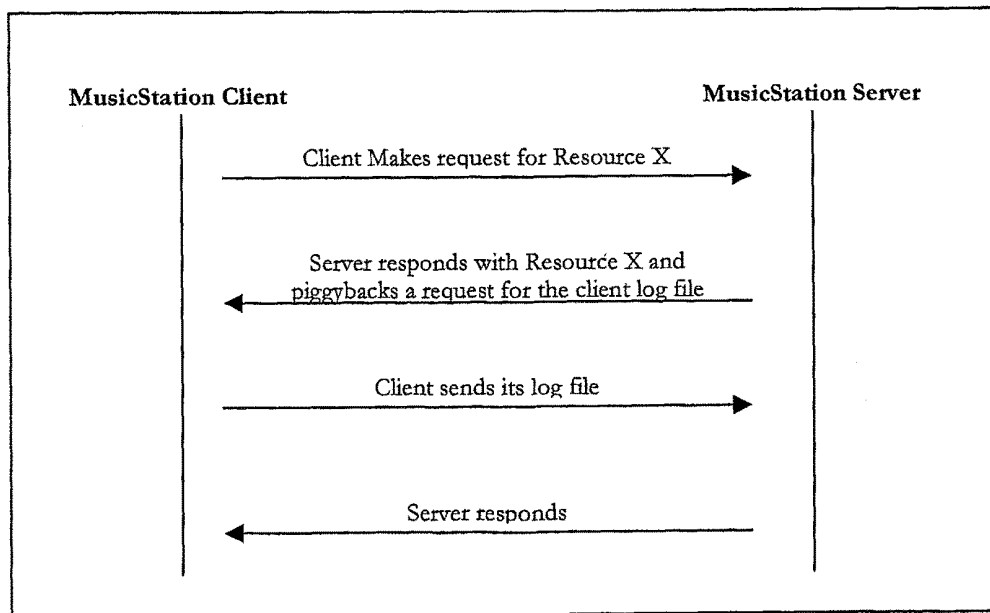 MusicStation Client
MusicStation Server
Client Makes request for Resource X
Server responds with Resource X and
piggybacks a request for the client log file
Client sends its log file
Server responds